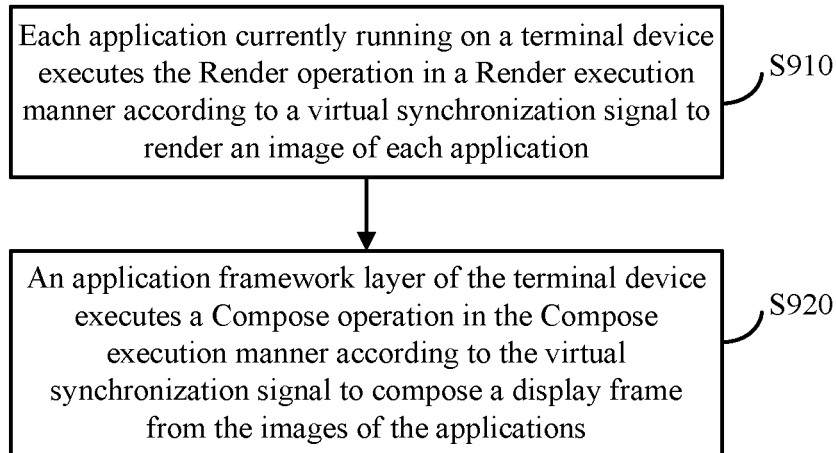 Each application currently running on a terminal device
executes the Render operation in a Render execution
manner according to a virtual synchronization signal to
render an image of each application
S910
An application framework layer of the terminal device
executes a Compose operation in the Compose
execution manner according to the virtual
synchronization signal to compose a display frame
from the images of the applications
S920